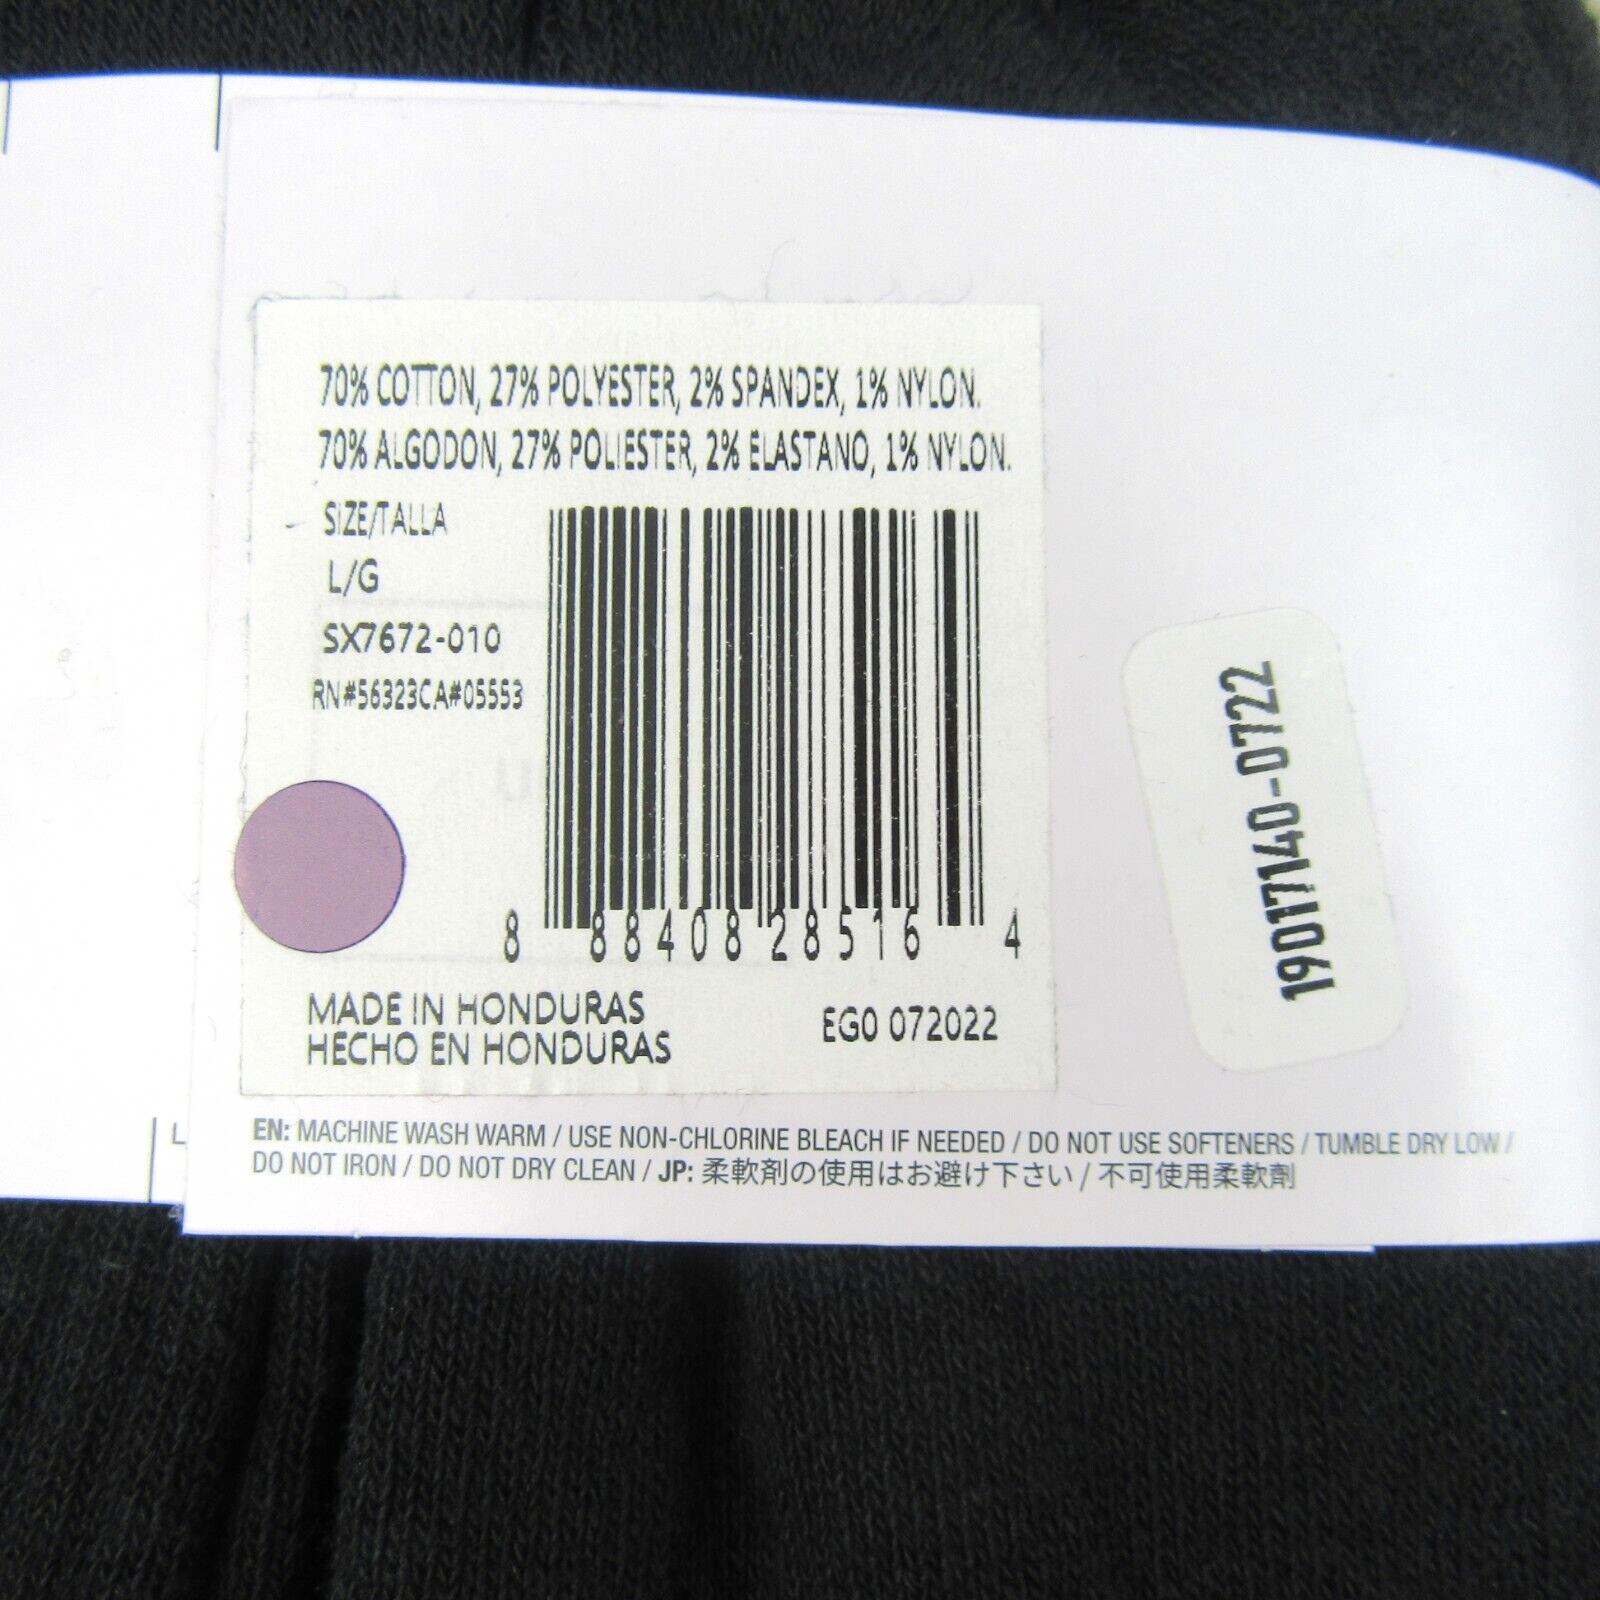 70% COTTON, 27% POLYESTER, 2% SPANDEX, 1% NYLON.
70% ALGODON, 27% POLIESTER, 2% ELASTANO, 1% NYLON.
SIZE/TALLA
L/G
SX7672-010
RN#56323CA#05553
8 88408 28516 4
MADE IN HONDURAS
HECHO EN HONDURAS
EG0 072022
19017140-0722
L
EN: MACHINE WASH WARM / USE NON-CHLORINE BLEACH IF NEEDED / DO NOT USE SOFTENERS / TUMBLE DRY LOW /
DO NOT IRON / DO NOT DRY CLEAN / JP: 柔軟剤の使用はお避け下さい / 不可使用柔軟劑